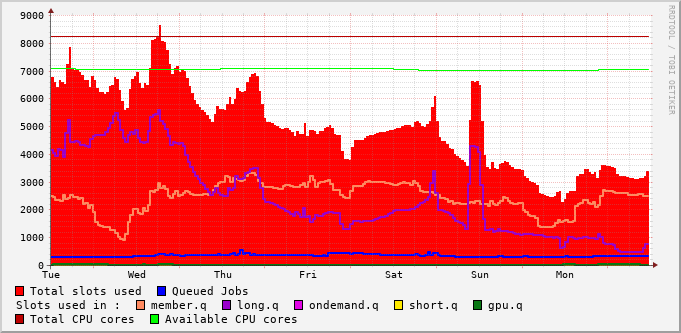 9000
8000
7000
6000
5000
4000
3000
2000
1000
0
Tue Wed Thu Fri Sat Sun Mon
RRDTOOL / TOBI OETIKER
Total slots used Queued Jobs
Slots used in : member.q long.q ondemand.q short.q gpu.q
Total CPU cores Available CPU cores